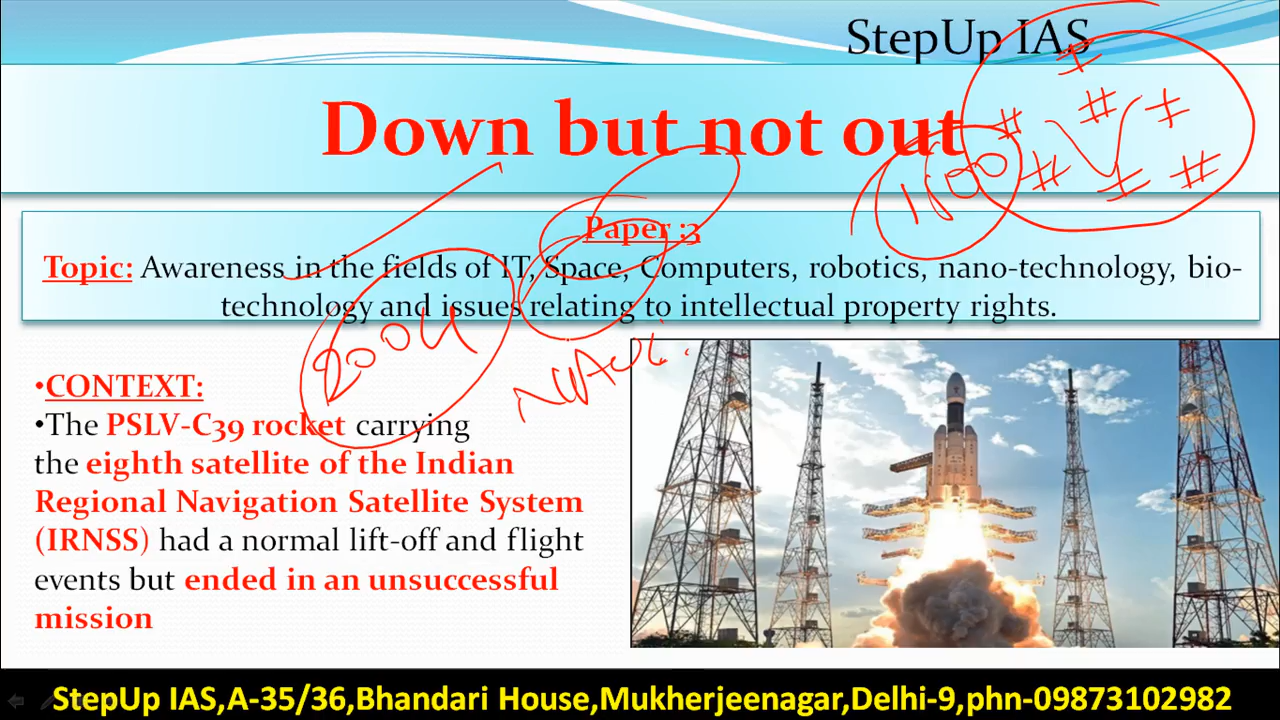 StepUp IAS
Down but not out
Paper :3
Topic: Awareness in the fields of IT, Space, Computers, robotics, nano-technology, bio-
technology and issues relating to intellectual property rights.
2004
•CONTEXT:
•The PSLV-C39 rocket carrying
the eighth satellite of the Indian
Regional Navigation Satellite System
(IRNSS) had a normal lift-off and flight
events but ended in an unsuccessful
mission
StepUp IAS,A-35/36,Bhandari House,Mukherjeenagar,Delhi-9,phn-09873102982